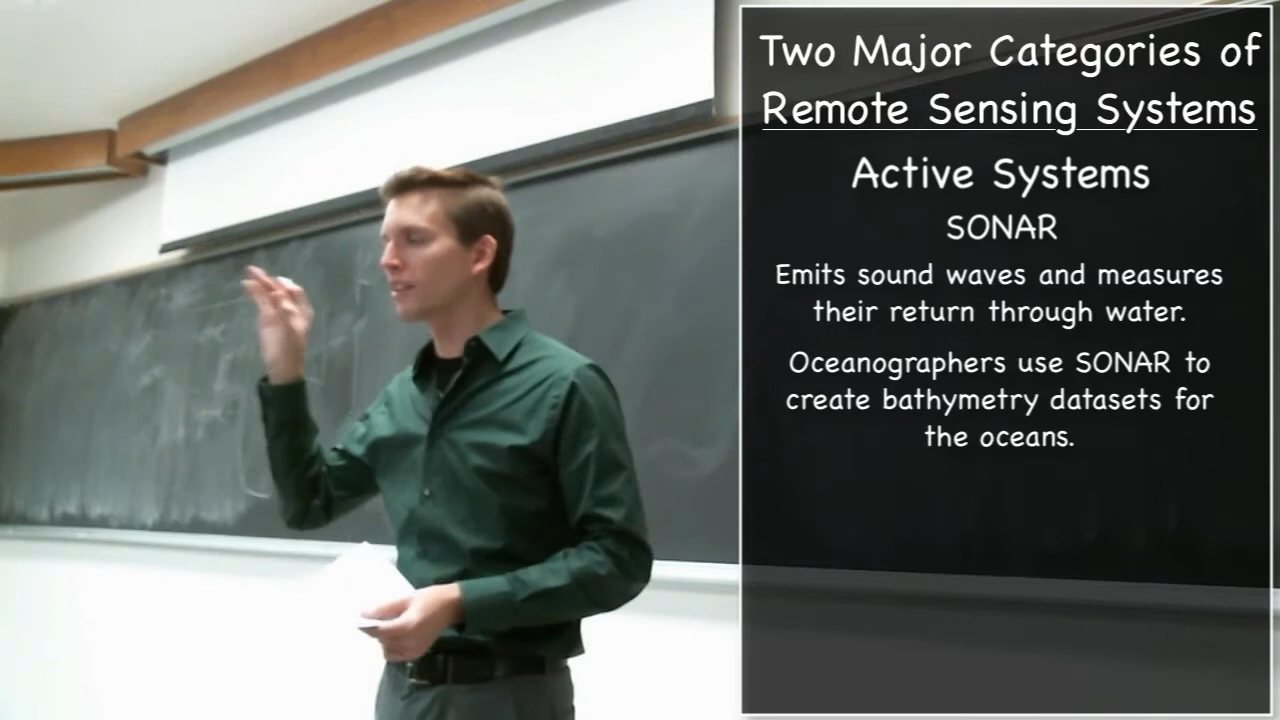 Two Major Categories of
Remote Sensing Systems
Active Systems
SONAR
Emits sound waves and measures
their return through water.
Oceanographers use SONAR to
create bathymetry datasets for
the oceans.